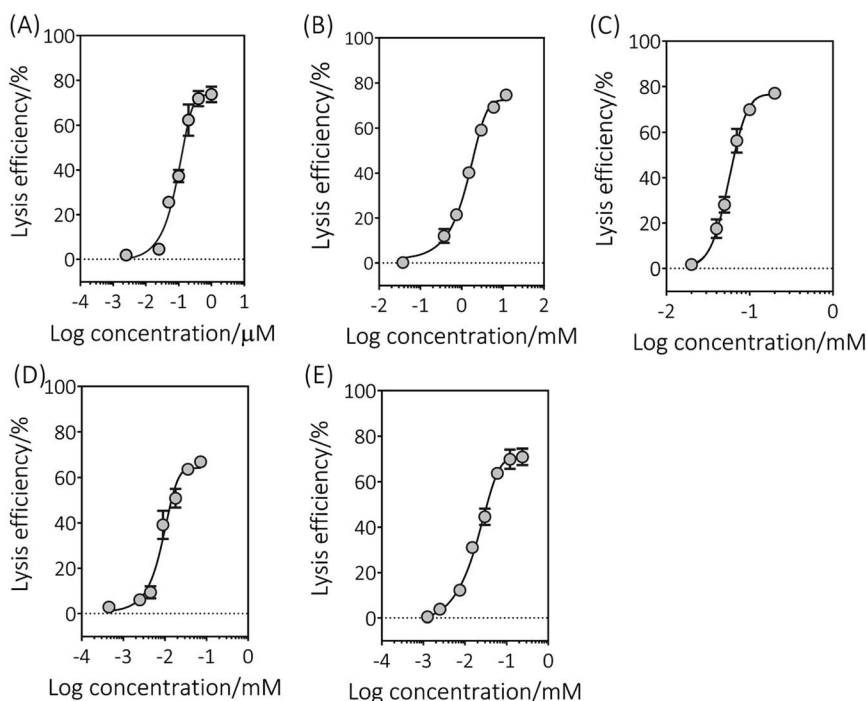 (A)
100
80
60
40
20
0
Lysis efficiency/%
-4 -3 -2 -1 0 1
Log concentration/μM
(B)
100
80
60
40
20
0
Lysis efficiency/%
-2 -1 0 1 2
Log concentration/mM
(C)
100
80
60
40
20
0
Lysis efficiency/%
-2 -1 0
Log concentration/mM
(D)
100
80
60
40
20
0
Lysis efficiency/%
-4 -3 -2 -1 0
Log concentration/mM
(E)
100
80
60
40
20
0
Lysis efficiency/%
-4 -3 -2 -1 0
Log concentration/mM